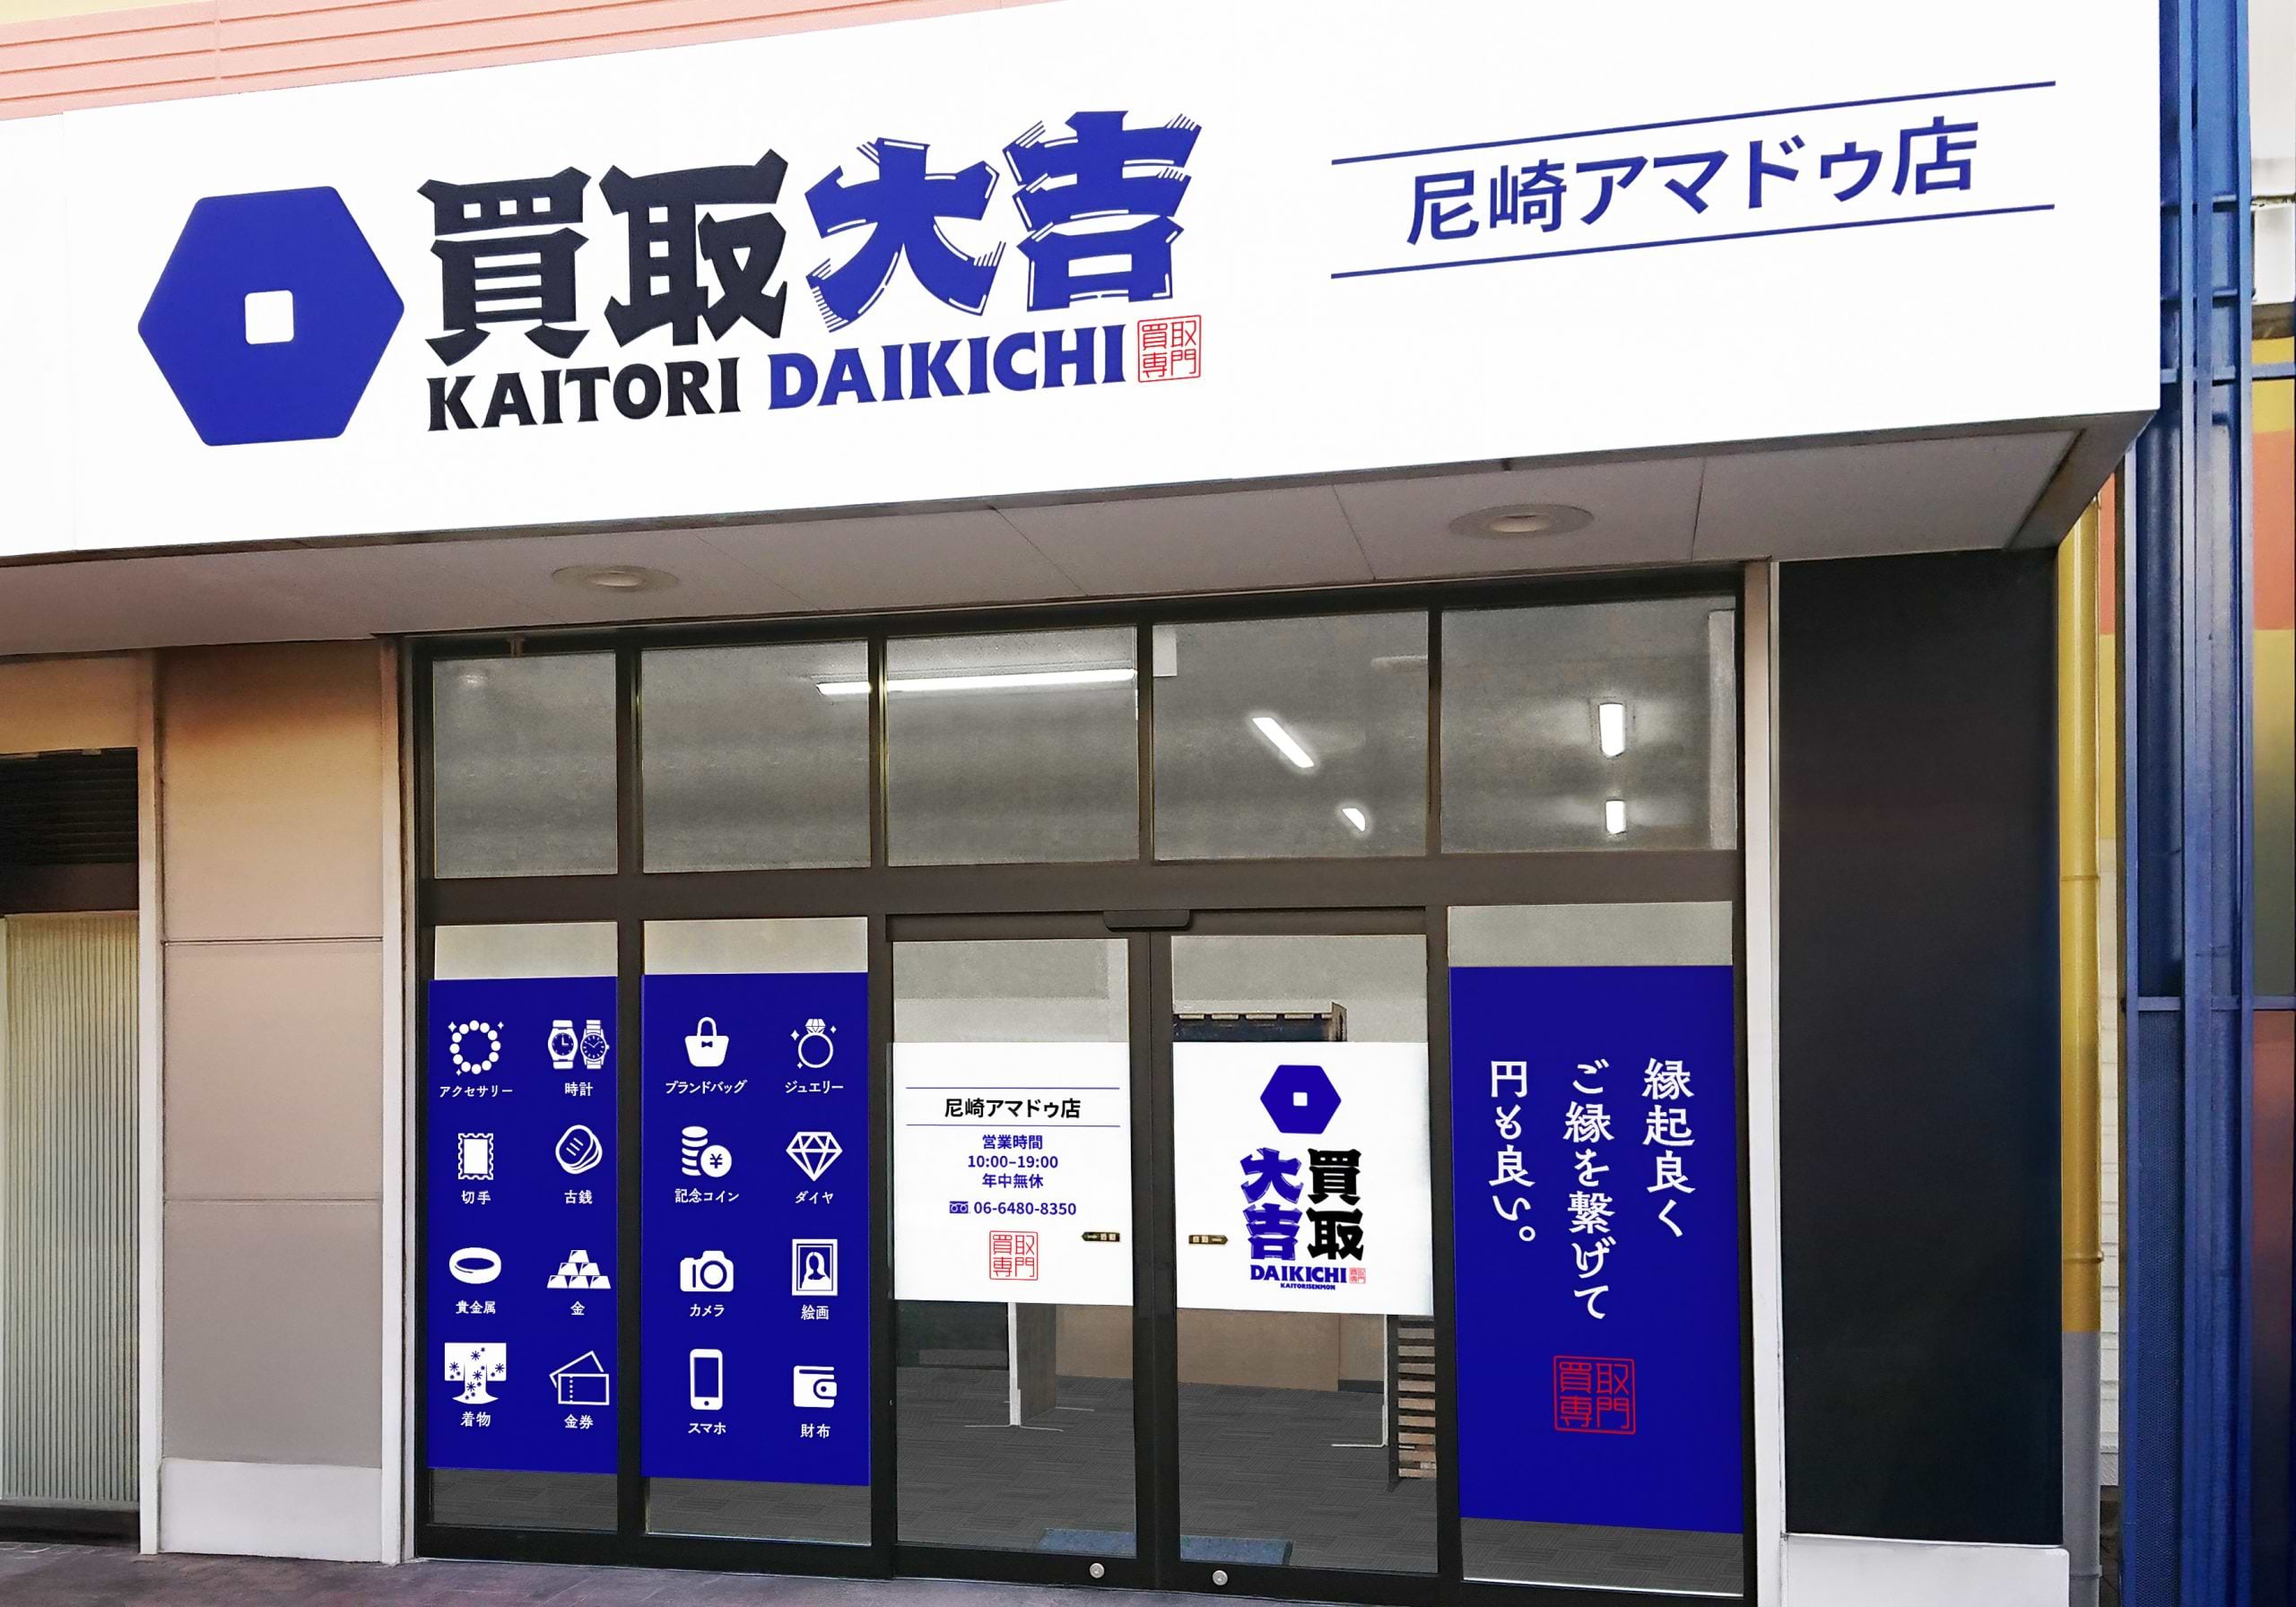 買取大吉
KAITORI DAIKICHI
買取
専門
尼崎アマドゥ店
アクセサリー
時計
切手
古銭
貴金属
金
着物
金券
ブランドバッグ
ジュエリー
記念コイン
ダイヤ
カメラ
絵画
スマホ
財布
尼崎アマドゥ店
営業時間
10:00-19:00
年中無休
06-6480-8350
買取
専門
買取
大吉
DAIKICHI
買取
専門
KAITORISENMON
縁起良く
ご縁を繋げて
円も良い。
買取
専門